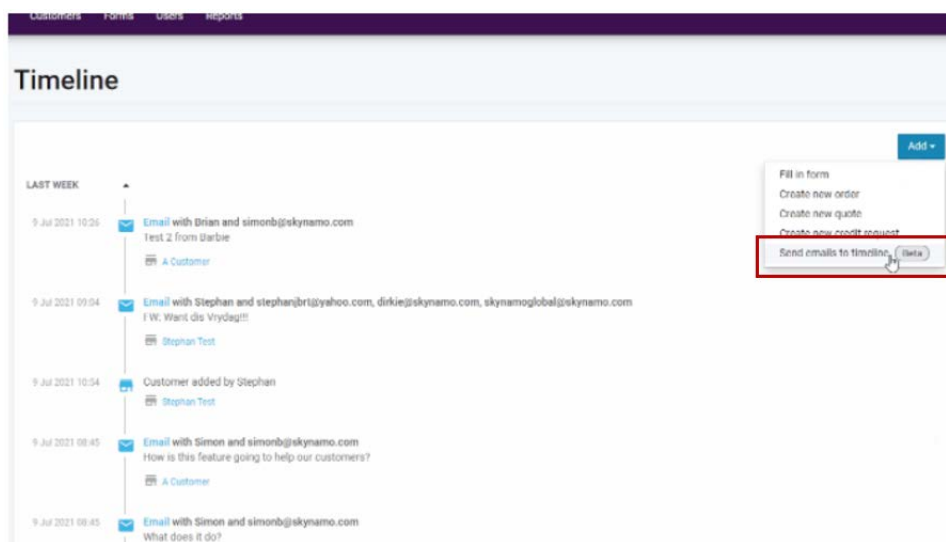 Customers Forms Users Reports
Timeline
Add
LAST WEEK
Fill in form
Create new order
Create new quote
Create new credit request
Send emails to timeline Beta
9 Jul 2021 10:26 Email with Brian and simonb@skynamo.com
Test 2 from Barbie
A Customer
9 Jul 2021 09:04 Email with Stephan and stephanjbrt@yahoo.com, dirkie@skynamo.com, skynamoglobal@skynamo.com
FW: Want dis Vrydag!!!
Stephan Test
9 Jul 2021 10:54 Customer added by Stephan
Stephan Test
9 Jul 2021 08:45 Email with Simon and simonb@skynamo.com
How is this feature going to help our customers?
A Customer
9 Jul 2021 08:45 Email with Simon and simonb@skynamo.com
What does it do?